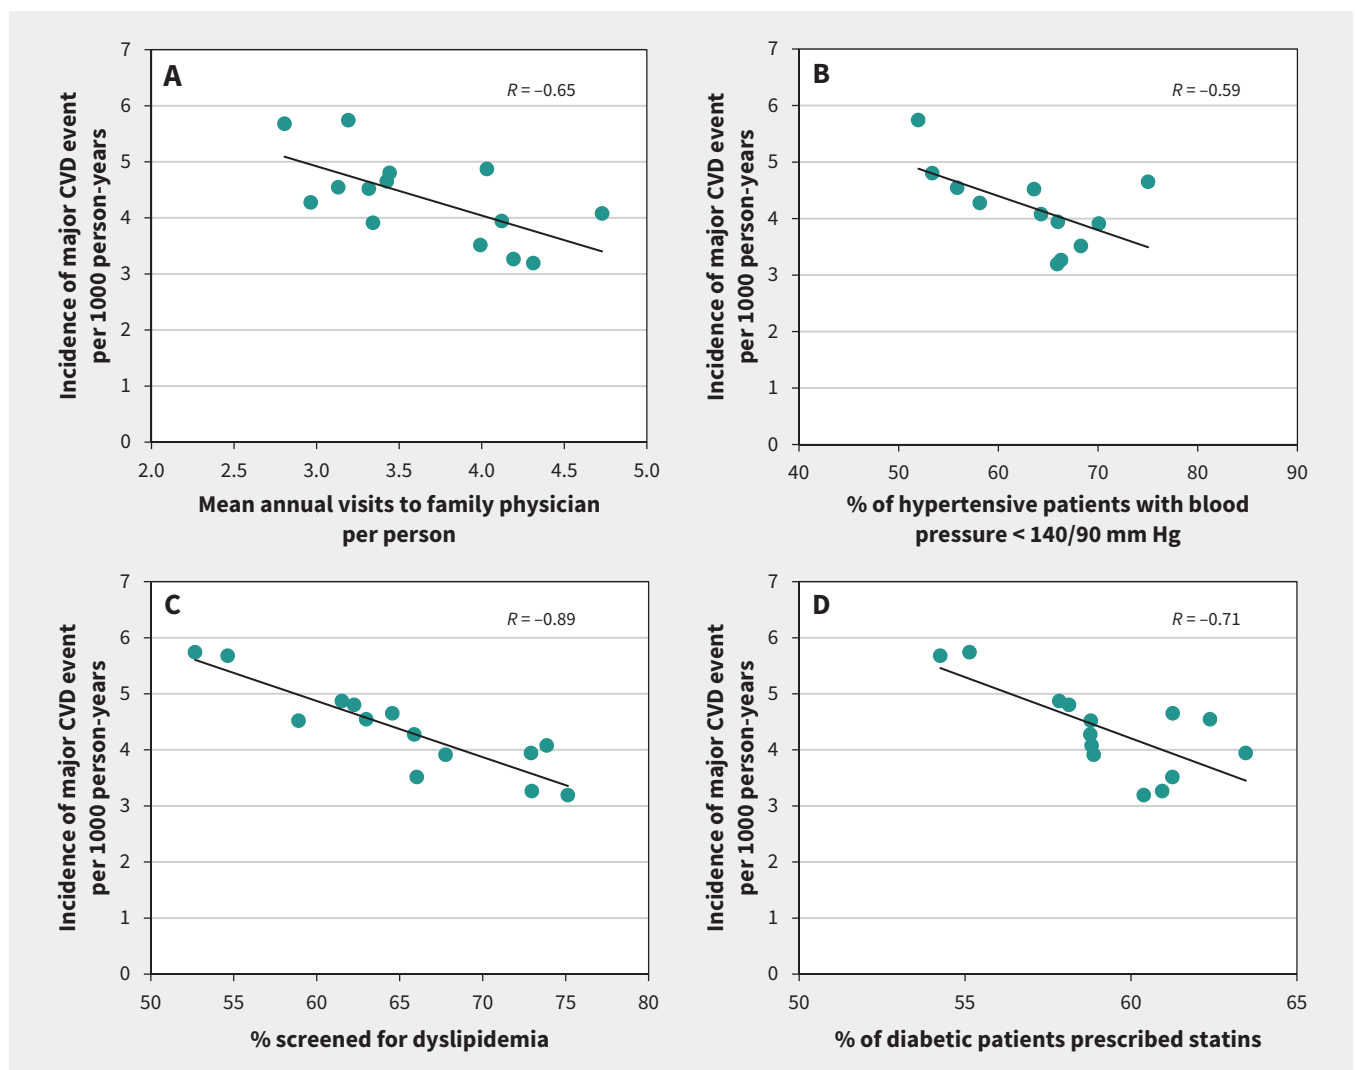 A
R = –0.65
Incidence of major CVD event
per 1000 person-years
7
6
5
4
3
2
1
0
2.0 2.5 3.0 3.5 4.0 4.5 5.0
Mean annual visits to family physician
per person
B
R = –0.59
Incidence of major CVD event
per 1000 person-years
7
6
5
4
3
2
1
0
40 50 60 70 80 90
% of hypertensive patients with blood
pressure < 140/90 mm Hg
C
R = –0.89
Incidence of major CVD event
per 1000 person-years
7
6
5
4
3
2
1
0
50 55 60 65 70 75 80
% screened for dyslipidemia
D
R = –0.71
Incidence of major CVD event
per 1000 person-years
7
6
5
4
3
2
1
0
50 55 60 65
% of diabetic patients prescribed statins